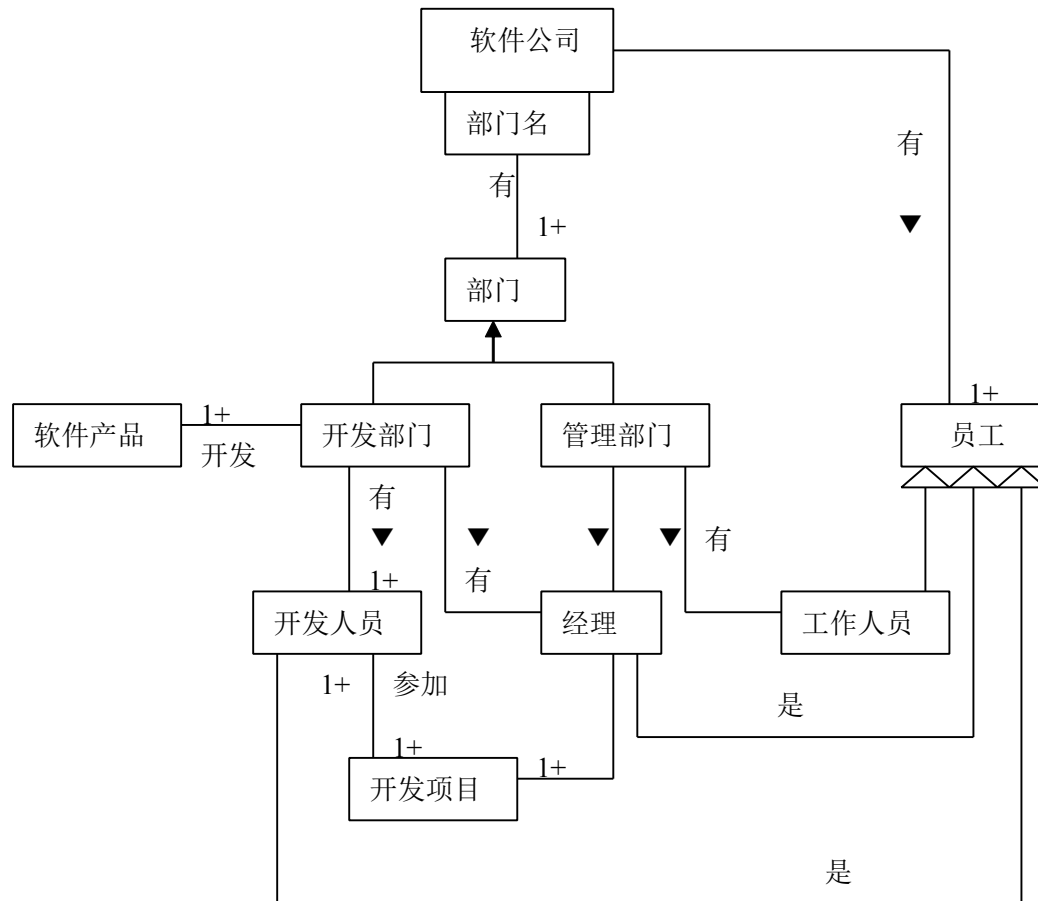 软件公司
部门名
有
有
1+
部门
1+
软件产品
1+
开发部门
管理部门
员工
开发
有
有
有
1+
开发人员
经理
工作人员
1+
参加
是
1+
1+
开发项目
是